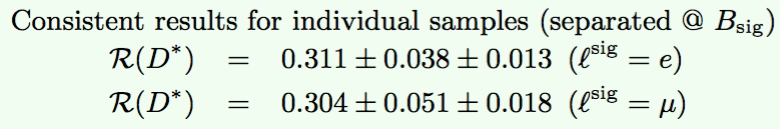 Consistent results for individual samples (separated @ B_sig)
R(D*) = 0.311 ± 0.038 ± 0.013 (ℓ^sig = e)
R(D*) = 0.304 ± 0.051 ± 0.018 (ℓ^sig = μ)